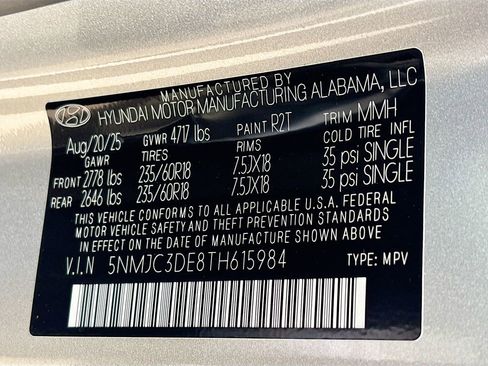 MANUFACTURED BY
HYUNDAI MOTOR MANUFACTURING ALABAMA, LLC
Aug/20/25 GVWR 4717 lbs PAINT R2T TRIM MMH
GAWR TIRES RIMS COLD TIRE INFL
FRONT 2778 lbs 235/60R18 7.5JX18 35 psi SINGLE
REAR 2646 lbs 235/60R18 7.5JX18 35 psi SINGLE
THIS VEHICLE CONFORMS TO ALL APPLICABLE U.S.A. FEDERAL
MOTOR VEHICLE SAFETY AND THEFT PREVENTION STANDARDS
IN EFFECT ON THE DATE OF MANUFACTURE SHOWN ABOVE.
V.I.N 5NMJC3DE8TH615984 TYPE: MPV